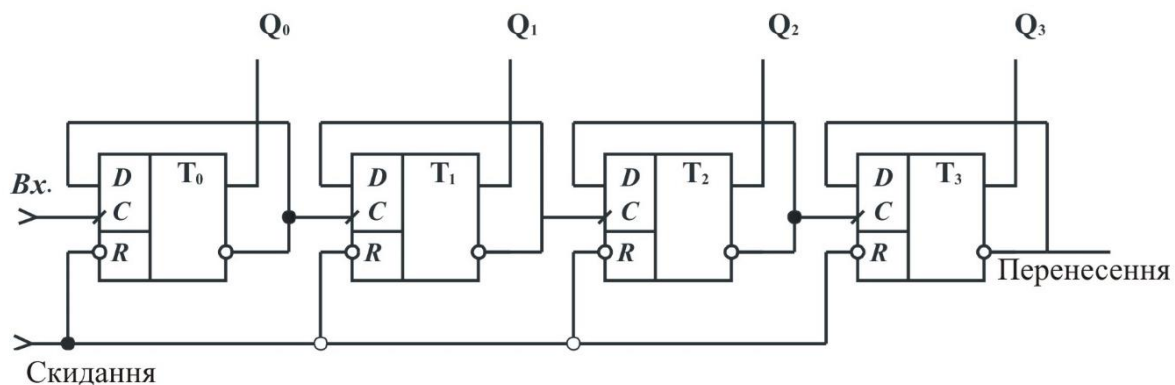 Q₀ Q₁ Q₂ Q₃
D T₀ D T₁ D T₂ D T₃
Вх. C C C C
R R R R
Перенесення
Скидання